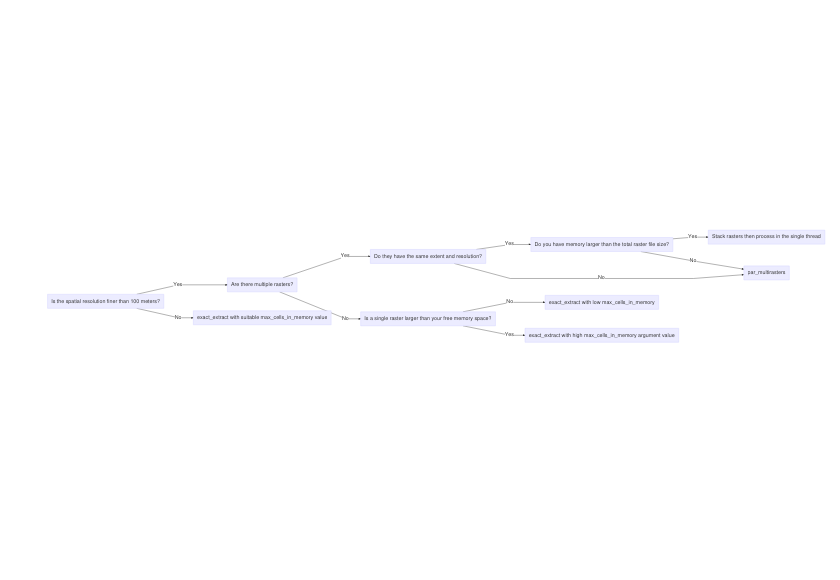 Is the spatial resolution finer than 100 meters?
Yes
No
Are there multiple rasters?
exact_extract with suitable max_cells_in_memory value
Yes
No
Do they have the same extent and resolution?
Is a single raster larger than your free memory space?
Yes
No
No
Yes
Do you have memory larger than the total raster file size?
exact_extract with low max_cells_in_memory
exact_extract with high max_cells_in_memory argument value
Yes
No
Stack rasters then process in the single thread
par_multirasters